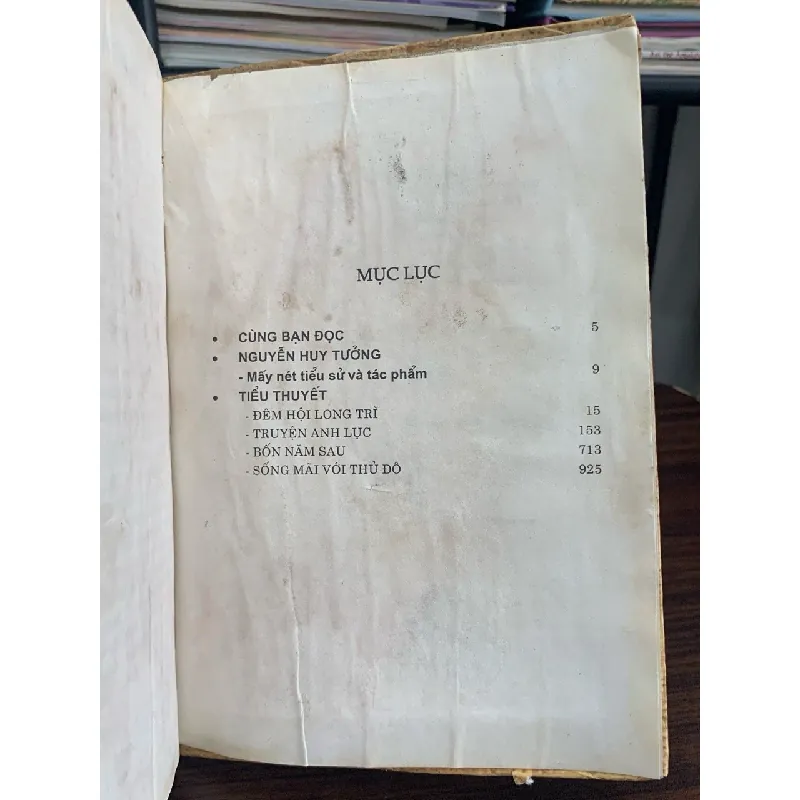 MỤC LỤC
• CÙNG BẠN ĐỌC 5
• NGUYỄN HUY TƯỞNG
- Mấy nét tiểu sử và tác phẩm 9
• TIỂU THUYẾT
- ĐÊM HỘI LONG TRÌ 15
- TRUYỆN ANH LỤC 153
- BỐN NĂM SAU 713
- SỐNG MÃI VỚI THỦ ĐÔ 925